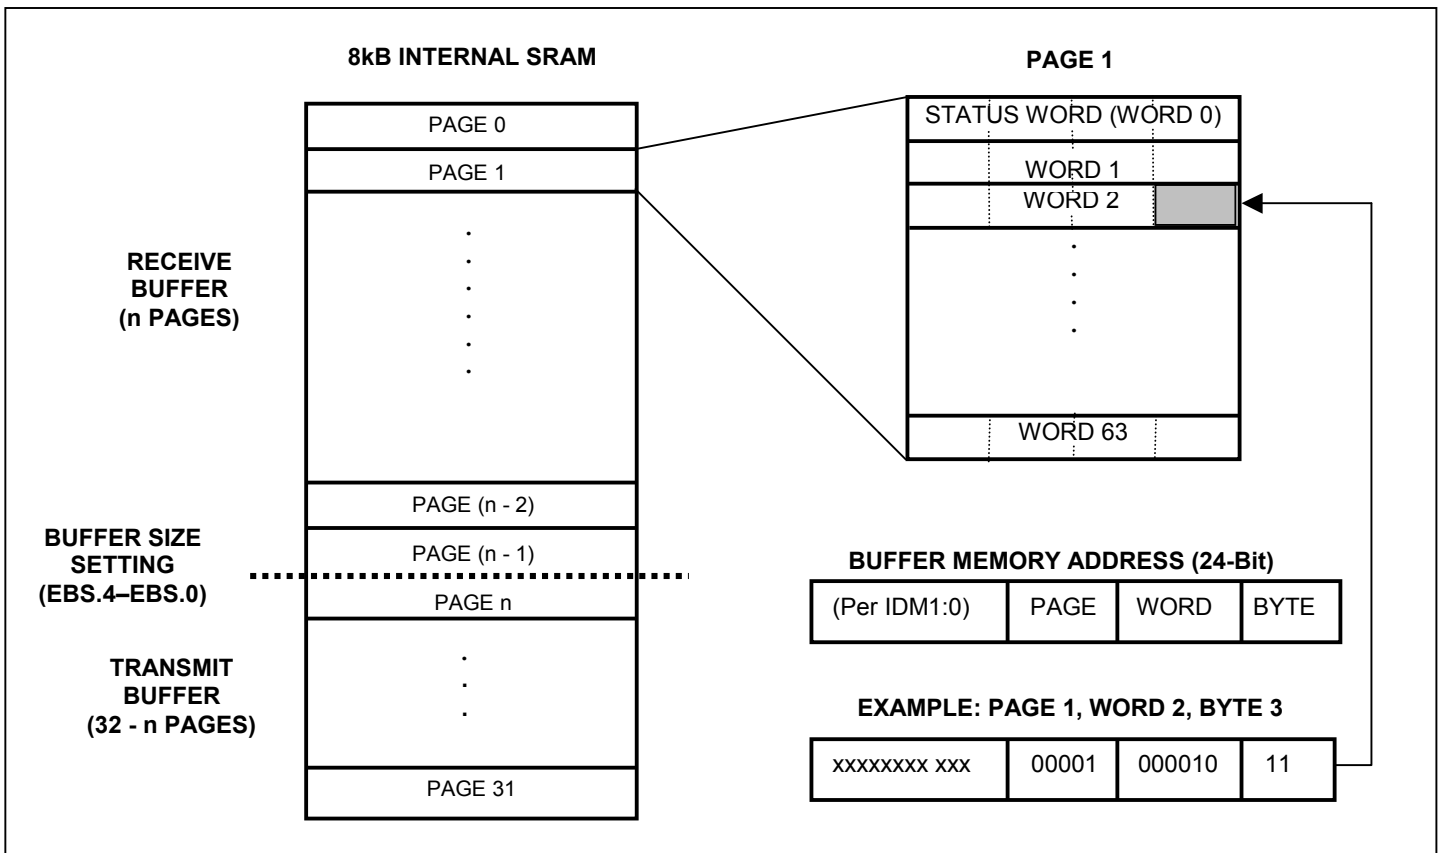 8kB INTERNAL SRAM
PAGE 0
PAGE 1
RECEIVE
BUFFER
(n PAGES)
PAGE (n - 2)
PAGE (n - 1)
BUFFER SIZE
SETTING
(EBS.4–EBS.0)
PAGE n
TRANSMIT
BUFFER
(32 - n PAGES)
PAGE 31
PAGE 1
STATUS WORD (WORD 0)
WORD 1
WORD 2
WORD 63
BUFFER MEMORY ADDRESS (24-Bit)
(Per IDM1:0) PAGE WORD BYTE
EXAMPLE: PAGE 1, WORD 2, BYTE 3
xxxxxxxx xxx 00001 000010 11